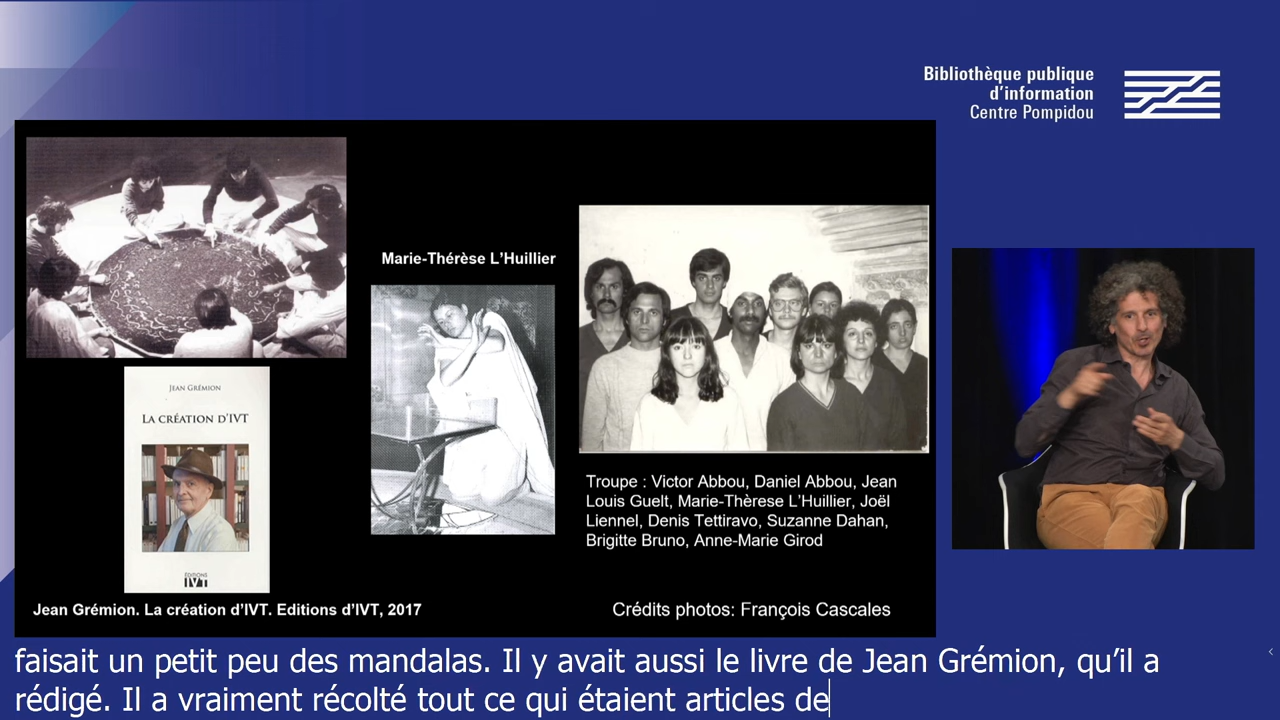 Bibliothèque publique
d'information
Centre Pompidou
Marie-Thérèse L'Huillier
JEAN GRÉMION
LA CRÉATION D'IVT
ÉDITIONS
IVT
Troupe : Victor Abbou, Daniel Abbou, Jean
Louis Guelt, Marie-Thèrese L'Huillier, Joël
Liennel, Denis Tettiravo, Suzanne Dahan,
Brigitte Bruno, Anne-Marie Girod
Jean Grémion. La création d'IVT. Editions d'IVT, 2017
Crédits photos: François Cascales
faisait un petit peu des mandalas. Il y avait aussi le livre de Jean Grémion, qu'il a
rédigé. Il a vraiment récolté tout ce qui étaient articles de